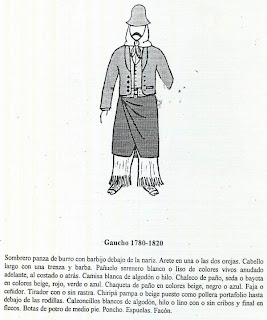 Gaucho 1780-1820
Sombrero panza de burro con barbijo debajo de la nariz. Arete en una o las dos orejas. Cabello
largo con una trenza y barba. Pañuelo serenero blanco o liso de colores vivos anudado
adelante, al costado o atrás. Camisa blanca de algodón o hilo. Chaleco de paño, seda o bayeta
en colores beige, rojo, verde o azul. Chaqueta de paño en colores beige, negro o azul. Faja o
ceñidor. Tirador con o sin rastra. Chiripá pampa o beige puesto como pollera portafolio hasta
debajo de las rodillas. Calzoncillos blancos de algodón, hilo o lino con o sin cribos y final en
flecos. Botas de potro de medio pie. Poncho. Espuelas. Facón.